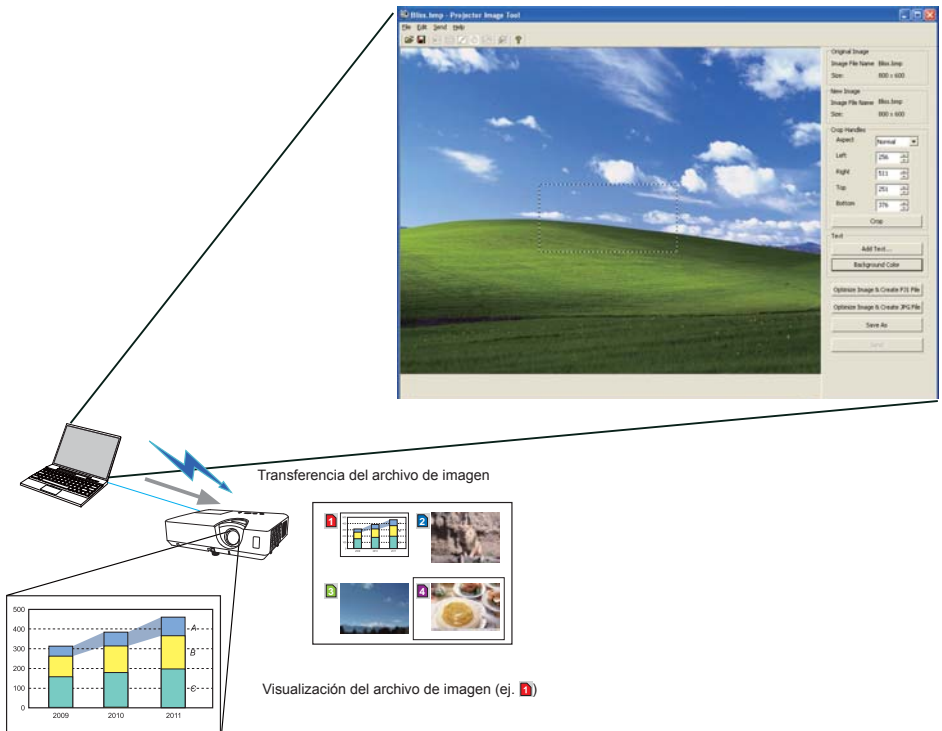 Bliss.bmp - Projector Image Tool
File Edit Send Help
Original Image
Image File Name Bliss.bmp
Size: 800 x 600
New Image
Image File Name Bliss.bmp
Size: 800 x 600
Crop Handles
Aspect Normal
Left 256
Right 511
Top 251
Bottom 376
Crop
Text
Add Text...
Background Color
Optimize Image & Create PJI File
Optimize Image & Create JPG File
Save As
Send
Transferencia del archivo de imagen
1
2
3
4
500
400
300
200
100
0
A
B
C
2009 2010 2011
Visualización del archivo de imagen (ej. 1)